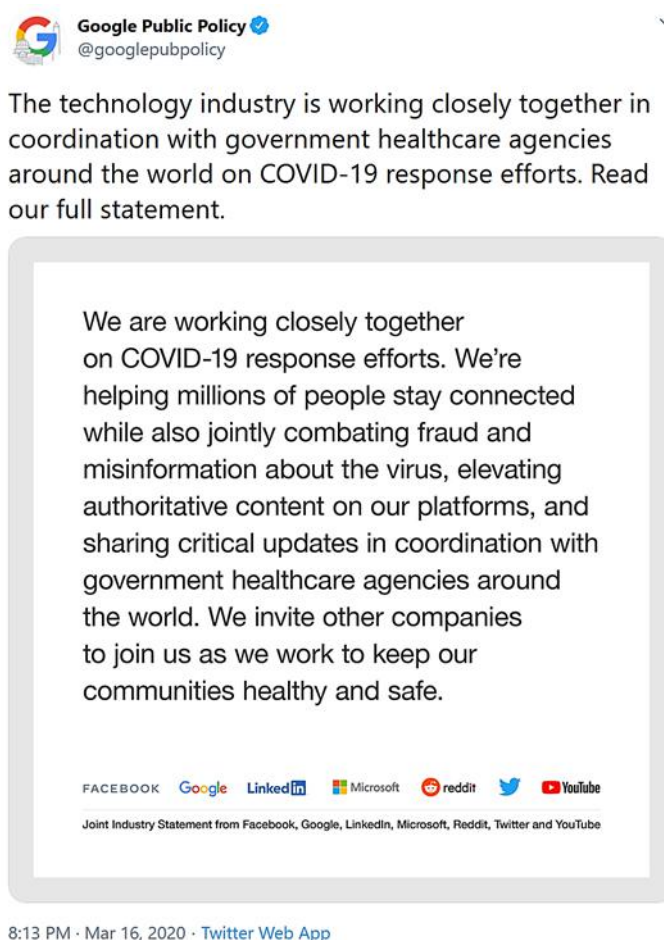 Google Public Policy
@googlepubpolicy
The technology industry is working closely together in
coordination with government healthcare agencies
around the world on COVID-19 response efforts. Read
our full statement.
We are working closely together
on COVID-19 response efforts. We’re
helping millions of people stay connected
while also jointly combating fraud and
misinformation about the virus, elevating
authoritative content on our platforms, and
sharing critical updates in coordination with
government healthcare agencies around
the world. We invite other companies
to join us as we work to keep our
communities healthy and safe.
FACEBOOK Google Linked in Microsoft reddit YouTube
Joint Industry Statement from Facebook, Google, LinkedIn, Microsoft, Reddit, Twitter and YouTube
8:13 PM · Mar 16, 2020 · Twitter Web App